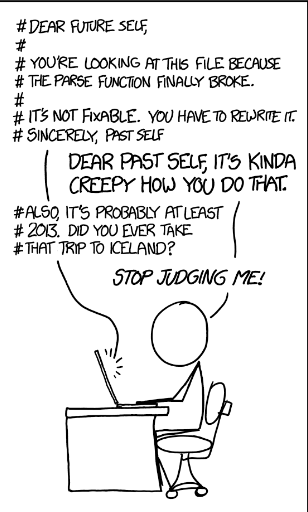 # DEAR FUTURE SELF,
#
# YOU'RE LOOKING AT THIS FILE BECAUSE
# THE PARSE FUNCTION FINALLY BROKE.
#
# IT'S NOT FIXABLE. YOU HAVE TO REWRITE IT.
# SINCERELY, PAST SELF
DEAR PAST SELF, IT'S KINDA
CREEPY HOW YOU DO THAT.
#ALSO, IT'S PROBABLY AT LEAST
# 2013. DID YOU EVER TAKE
#THAT TRIP TO ICELAND?
STOP JUDGING ME!